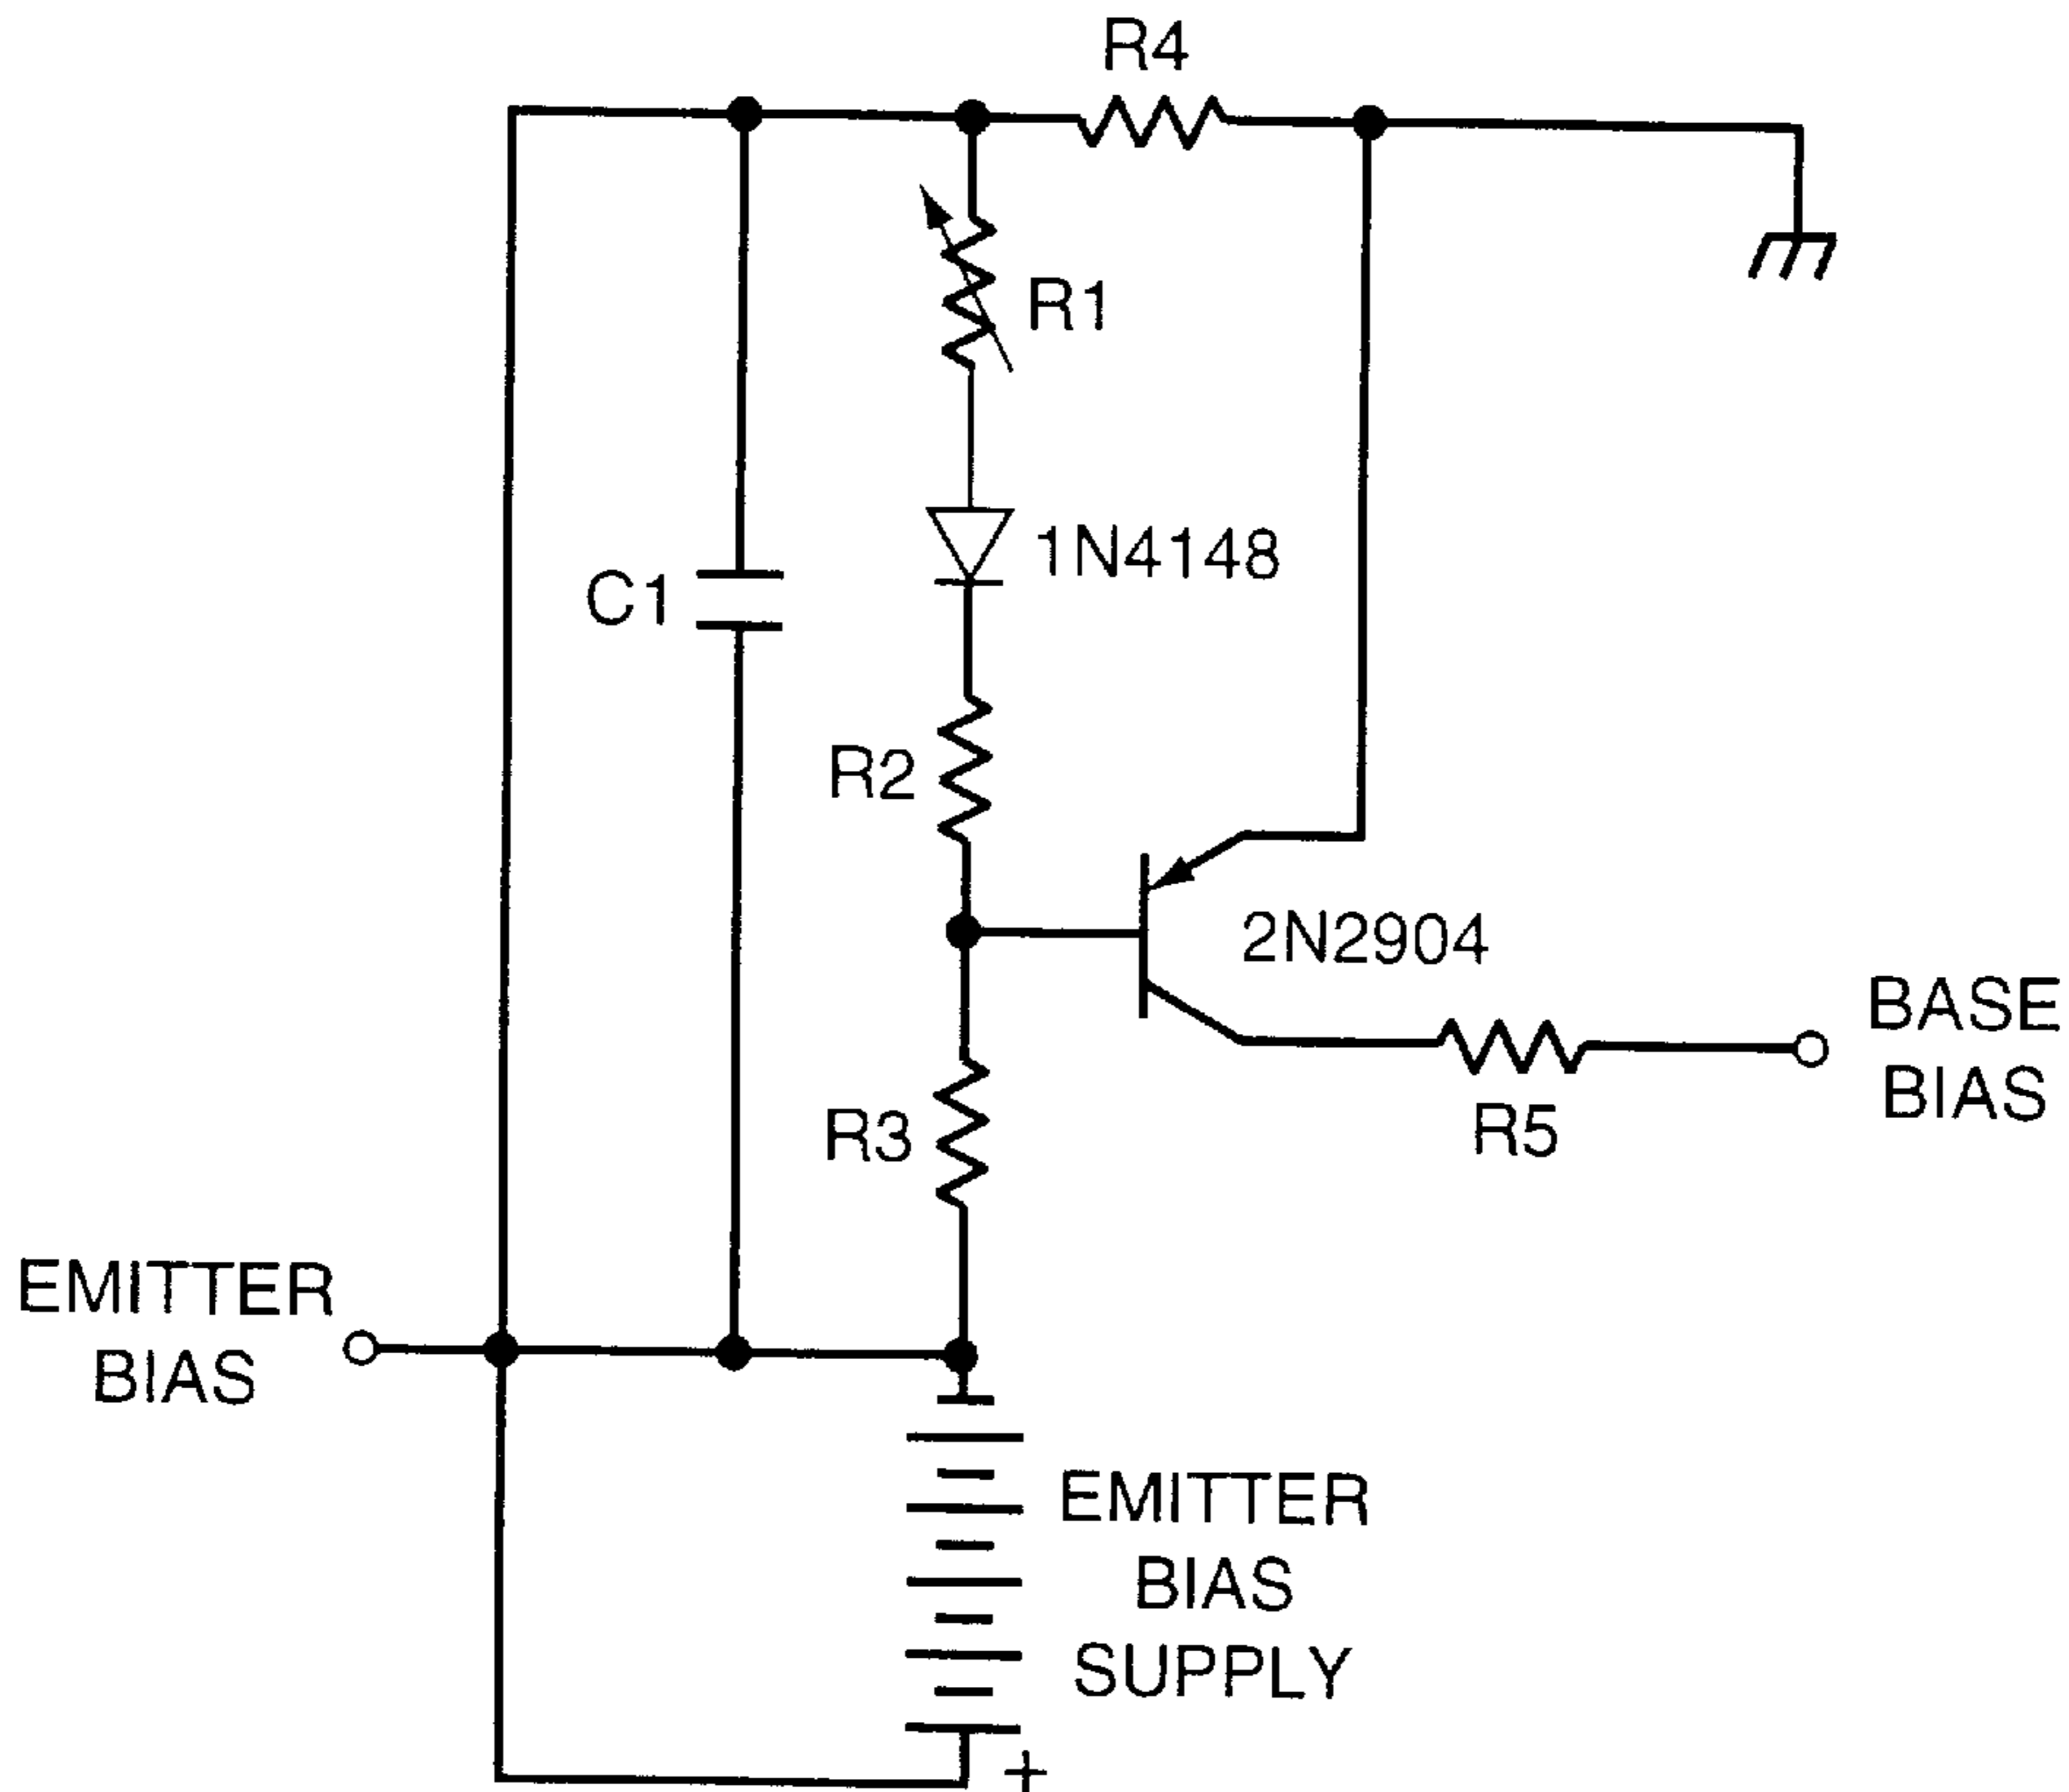 R4
R1
1N4148
C1
R2
2N2904
BASE
BIAS
R3
R5
EMITTER
BIAS
EMITTER
BIAS
SUPPLY
+